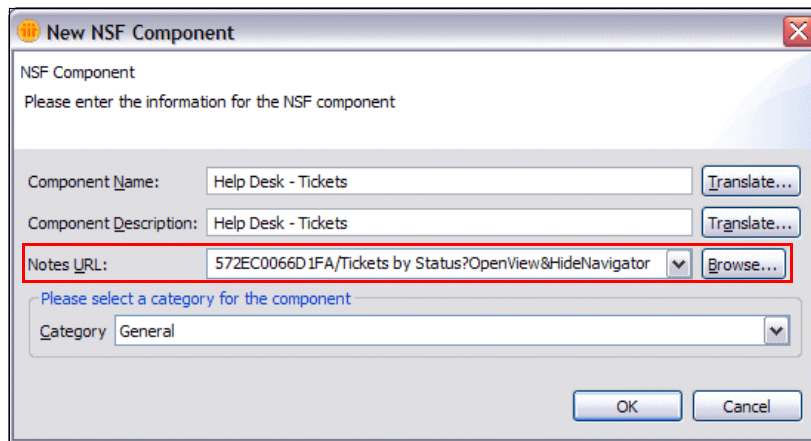 New NSF Component
NSF Component
Please enter the information for the NSF component
Component Name: Help Desk - Tickets Translate...
Component Description: Help Desk - Tickets Translate...
Notes URL: 572EC0066D1FA/Tickets by Status?OpenView&HideNavigator Browse...
Please select a category for the component
Category General
OK Cancel